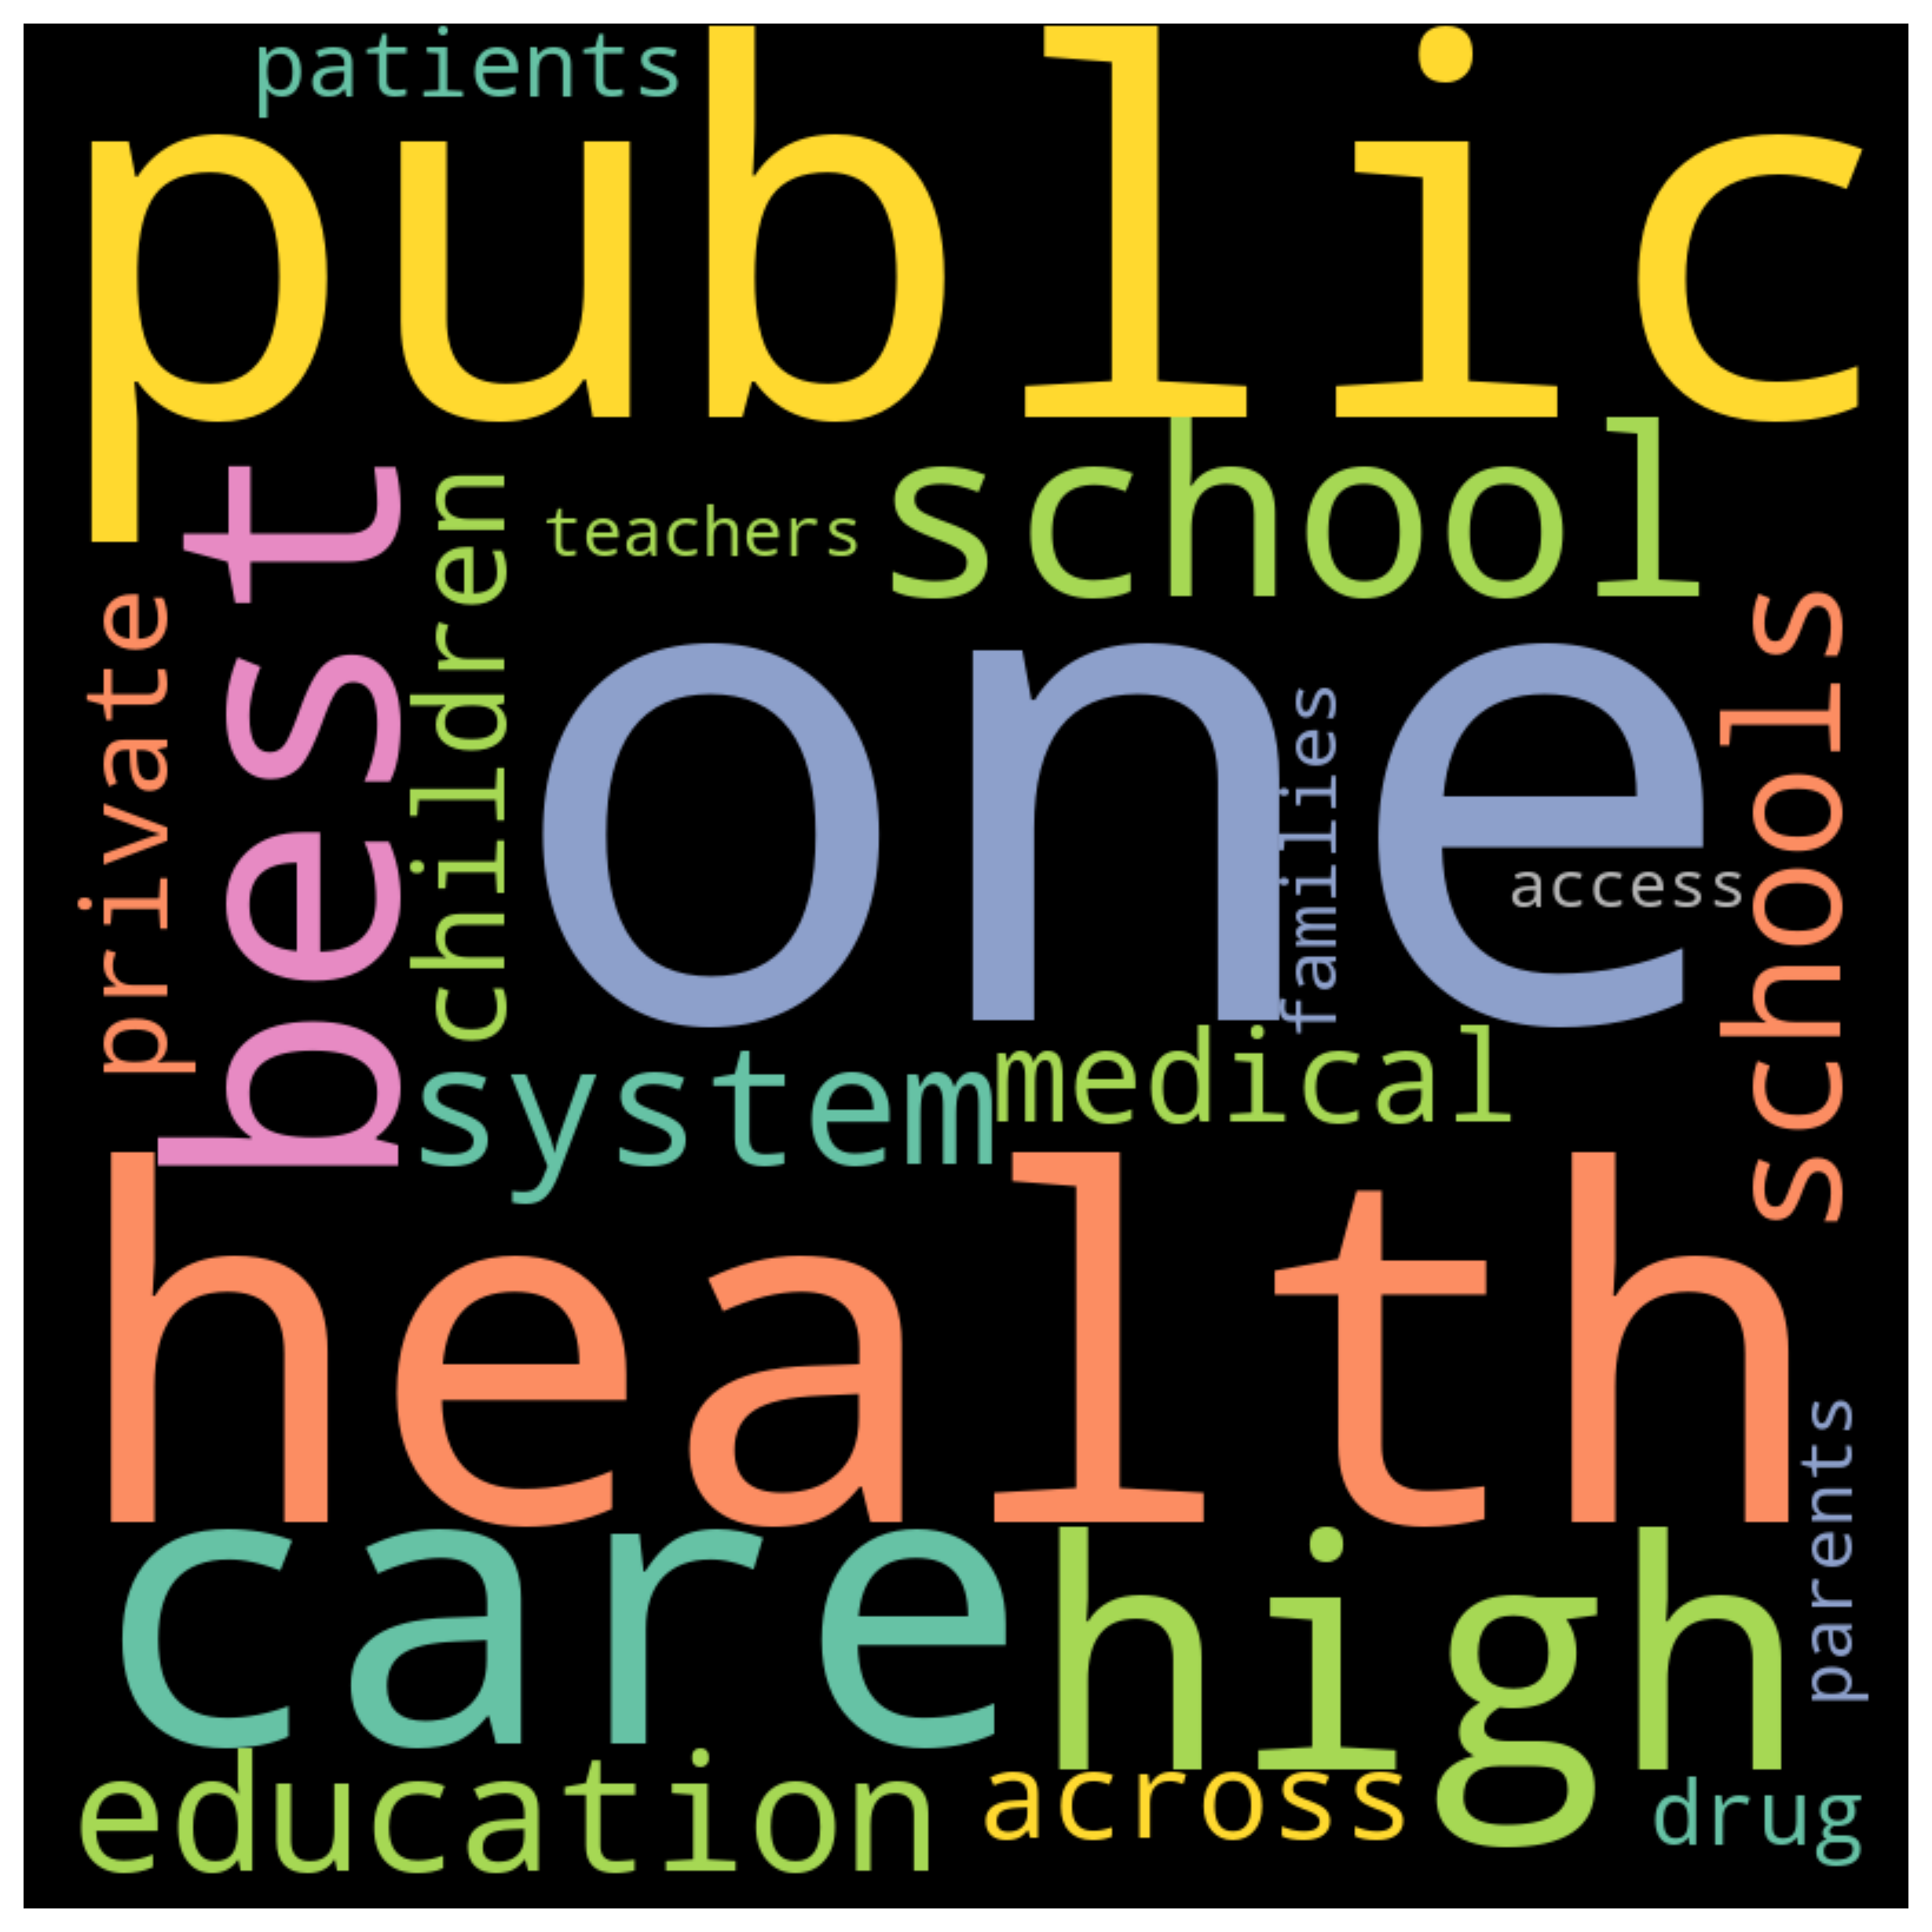 patients
public
school
teachers
children
best
private
one
families
access
schools
system
medical
health
care
high
parents
education
across
drug